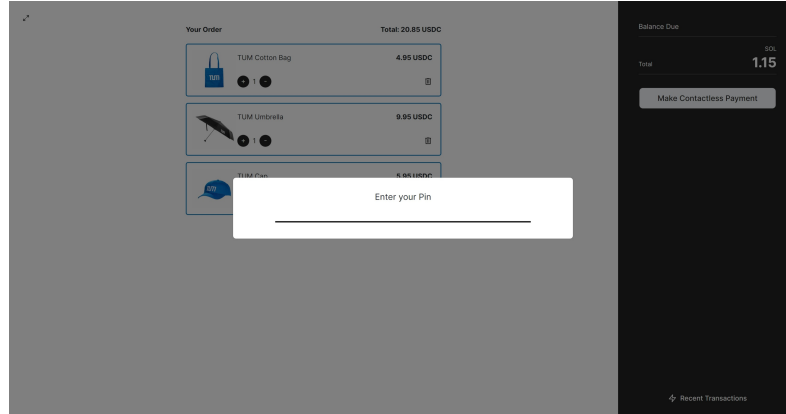 Your Order Total: 20.85 USDC
TUM Cotton Bag 4.95 USDC
TUM
1
TUM Umbrella 9.95 USDC
1
TUM Cap 5.95 USDC
TUM
Enter your Pin
Balance Due
SOL
Total 1.15
Make Contactless Payment
Recent Transactions